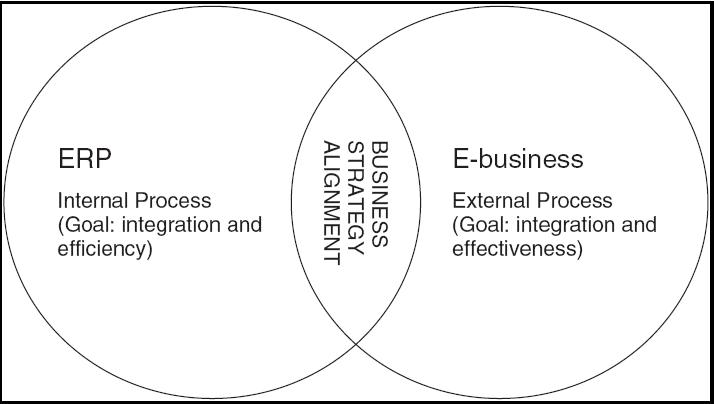 ERP
Internal Process
(Goal: integration and
efficiency)
BUSINESS
STRATEGY
ALIGNMENT
E-business
External Process
(Goal: integration and
effectiveness)